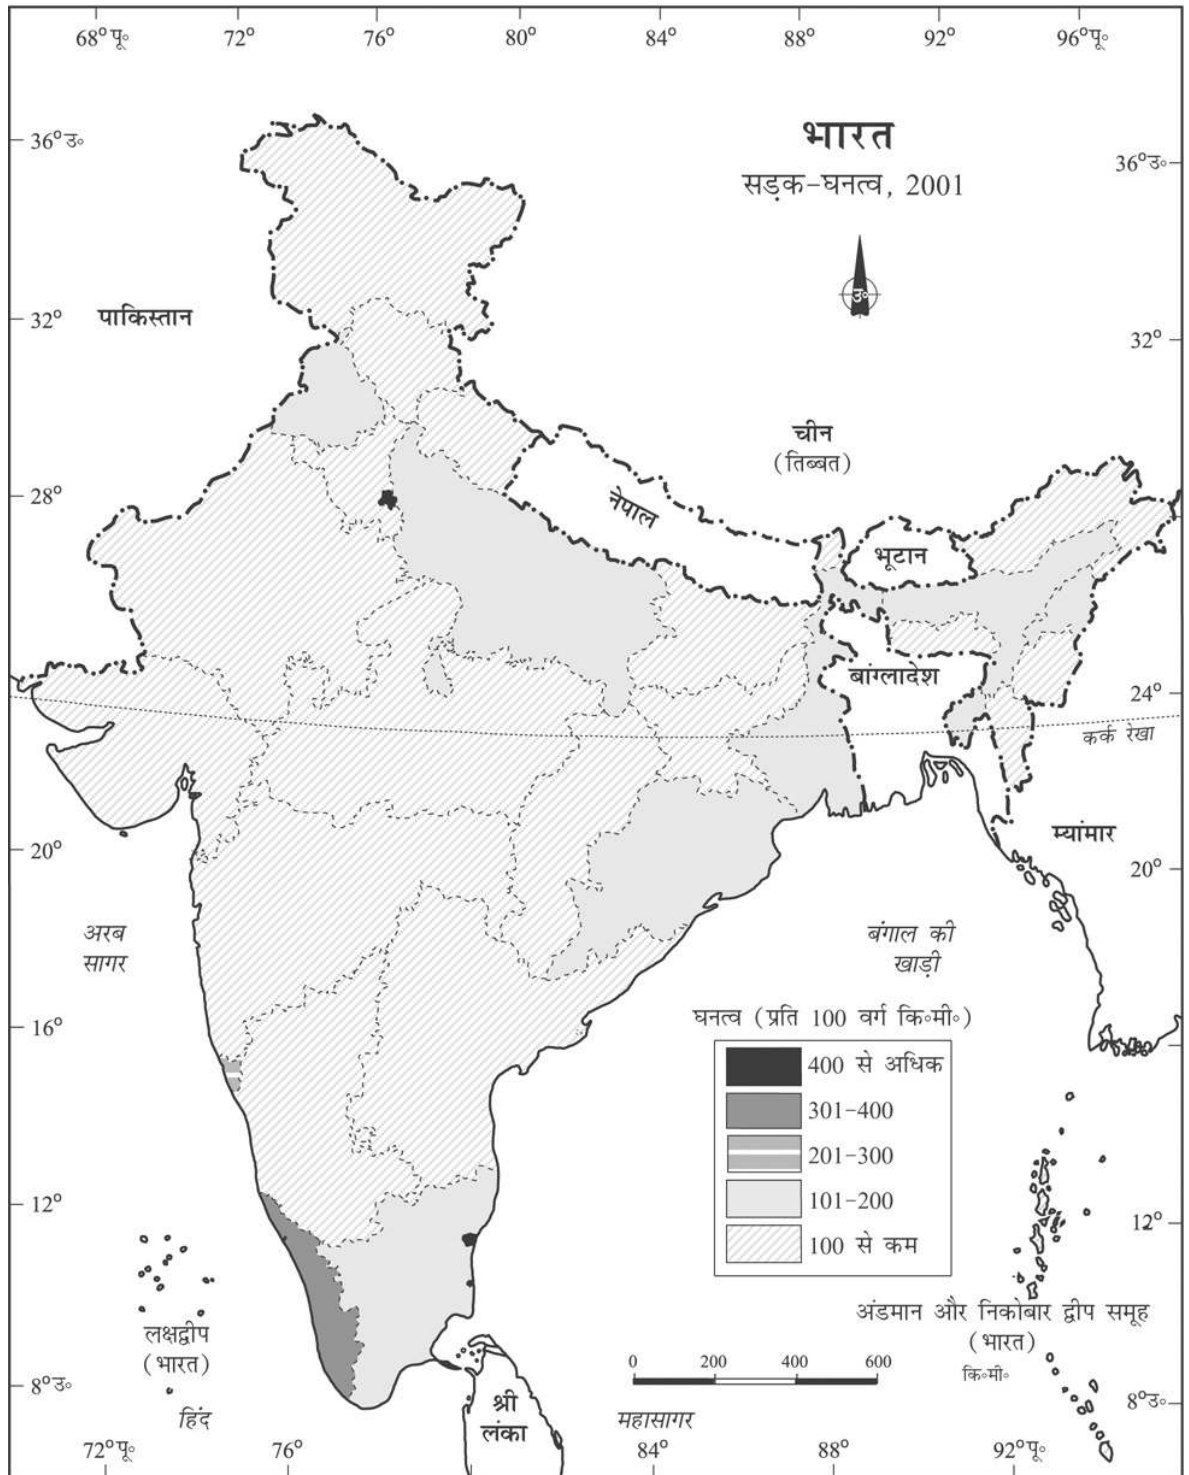 68°पू॰ 72° 76° 80° 84° 88° 92° 96°पू॰
भारत
सड़क-घनत्व, 2001
36°उ॰
36°उ॰
उ॰
पाकिस्तान
32°
32°
चीन
(तिब्बत)
28°
नेपाल
भूटान
बांग्लादेश
24°
कर्क रेखा
म्यांमार
20°
20°
अरब
सागर
बंगाल की
खाड़ी
16°
घनत्व (प्रति 100 वर्ग कि॰मी॰)
400 से अधिक
301-400
201-300
101-200
100 से कम
12°
12°
लक्षद्वीप
(भारत)
अंडमान और निकोबार द्वीप समूह
(भारत)
0 200 400 600
कि॰मी॰
8°उ॰
8°उ॰
श्री
लंका
हिंद
महासागर
72°पू॰ 76° 84° 88° 92°पू॰